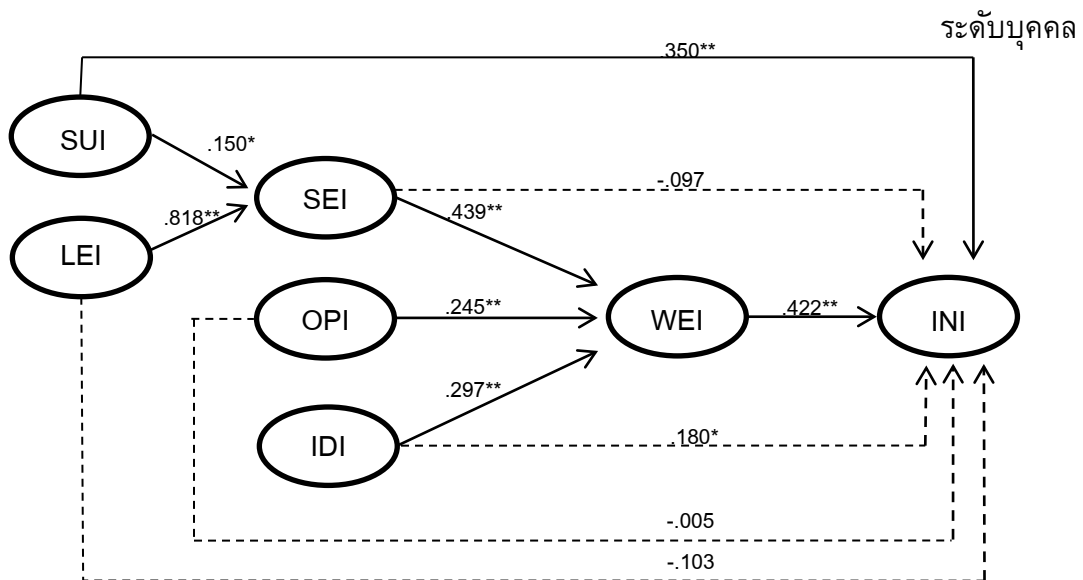 ระดับบุคคล
.350**
SUI
.150*
SEI
-.097
.818**
.439**
LEI
OPI
.245**
WEI
.422**
INI
.297**
IDI
.180*
-.005
-.103